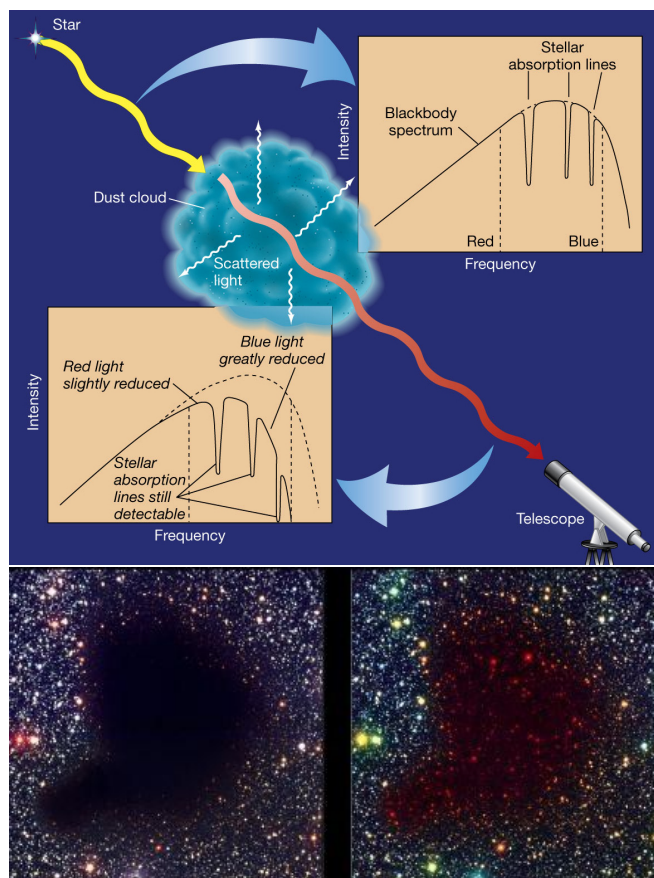 Star
Stellar
absorption lines
Blackbody
spectrum
Intensity
Red
Blue
Frequency
Dust cloud
Scattered
light
Blue light
greatly reduced
Red light
slightly reduced
Intensity
Stellar
absorption
lines still
detectable
Frequency
Telescope